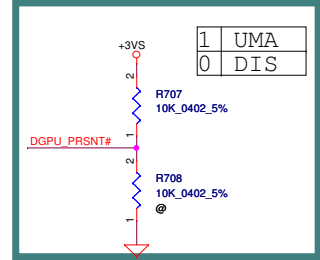 +3VS
1 UMA
0 DIS
2
R707
10K_0402_5%
1
DGPU_PRSNT#
2
R708
10K_0402_5%
@
1